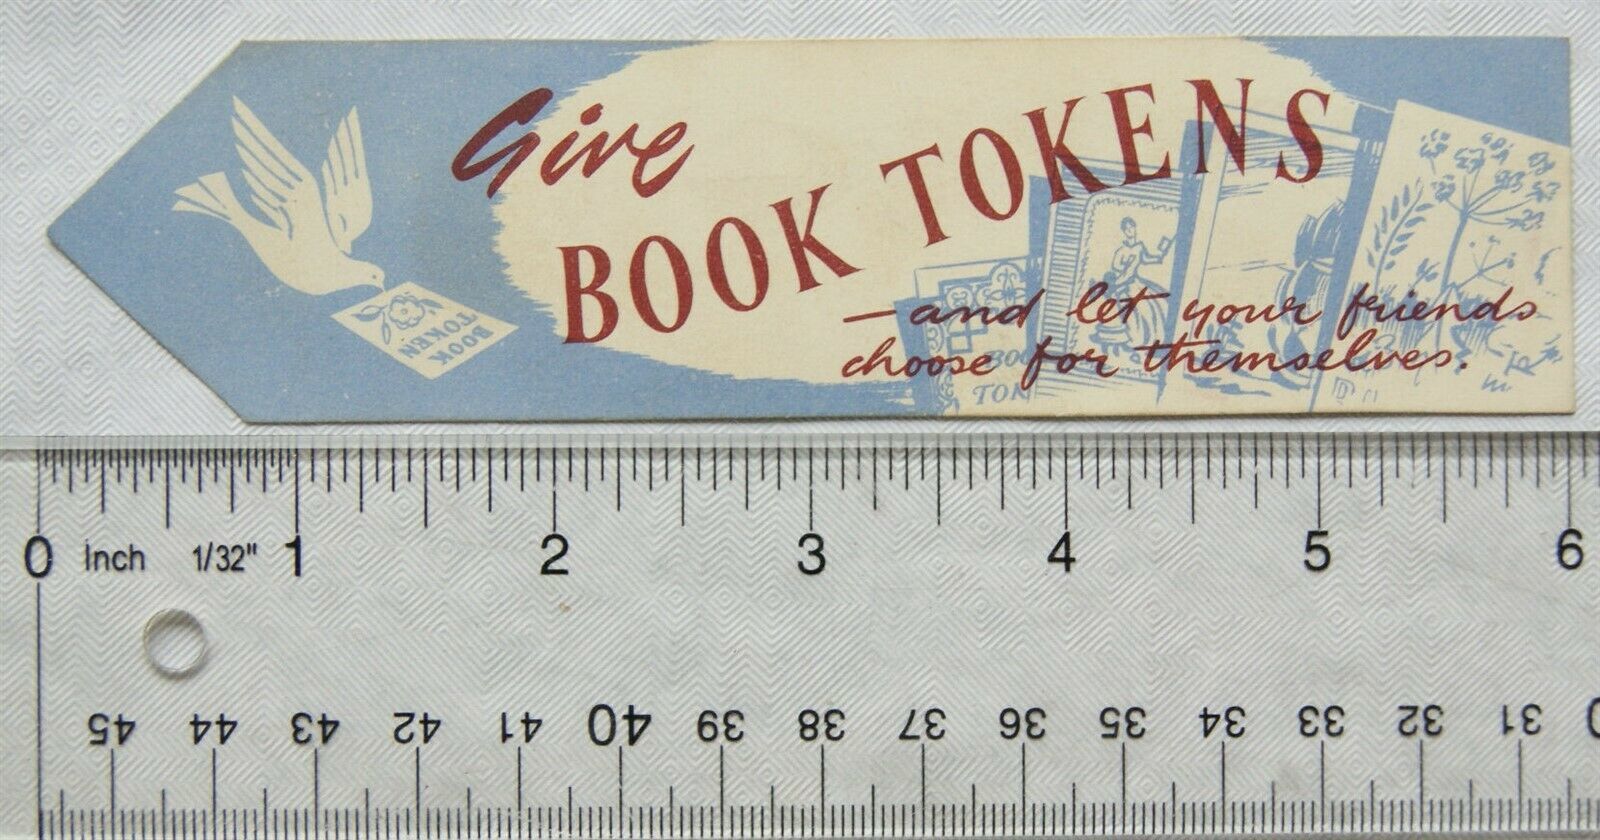 Give
BOOK TOKENS
— and let your friends
choose for themselves.
BOOK
TOKEN
BOO
TOK
0 Inch 1/32" 1 2 3 4 5 6
45 44 43 42 41 40 39 38 37 36 35 34 33 32 31